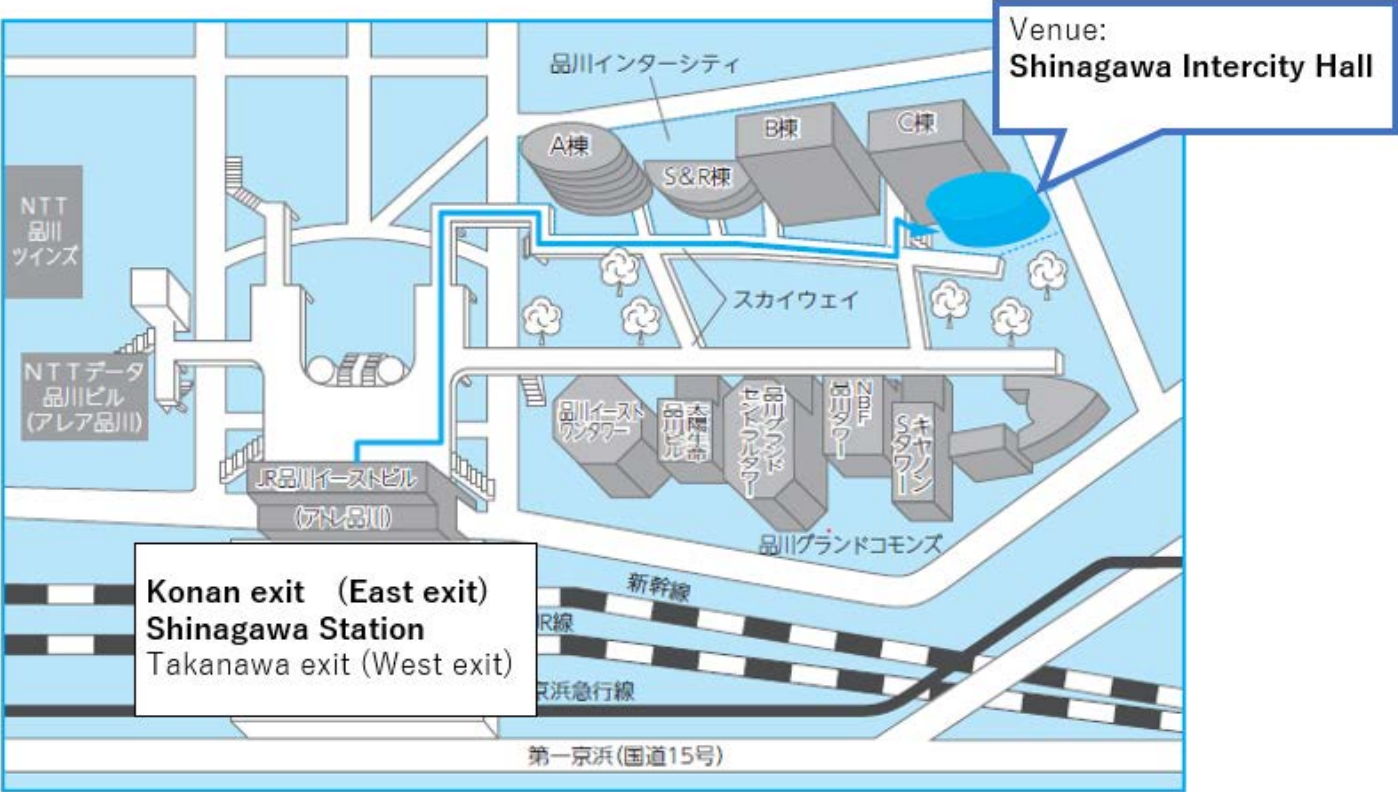 Venue:
Shinagawa Intercity Hall
品川インターシティ
A棟
S&R棟
B棟
C棟
NTT
品川
ツインズ
スカイウェイ
NTTデータ
品川ビル
(アレア品川)
品川イースト
ワンタワー
太陽生命
品川ビル
品川グランド
セントラルタワー
NBF
品川タワー
キヤノン
Sタワー
JR品川イーストビル
(アトレ品川)
品川グランドコモンズ
Konan exit (East exit)
Shinagawa Station
Takanawa exit (West exit)
新幹線
JR線
京浜急行線
第一京浜(国道15号)